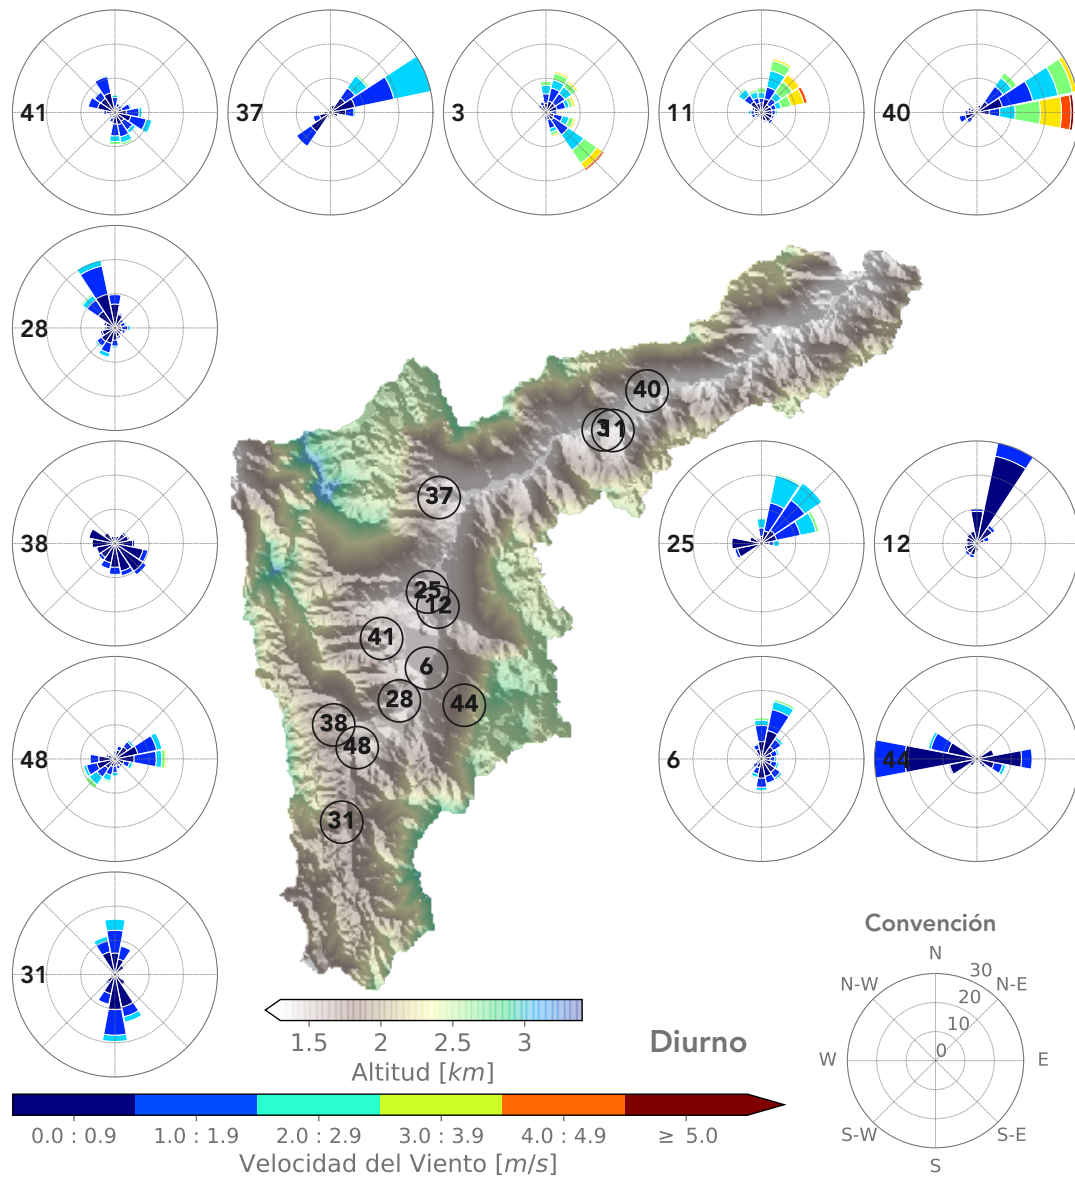 41
37
3
11
40
28
40
3
11
37
38
25
12
25
12
41
6
28
44
38
48
48
6
44
31
31
Convención
N
N-W
30
N-E
20
10
0
W
E
S-W
S-E
S
1.5
2
2.5
3
Altitud [km]
Diurno
0.0 : 0.9
1.0 : 1.9
2.0 : 2.9
3.0 : 3.9
4.0 : 4.9
≥ 5.0
Velocidad del Viento [m/s]